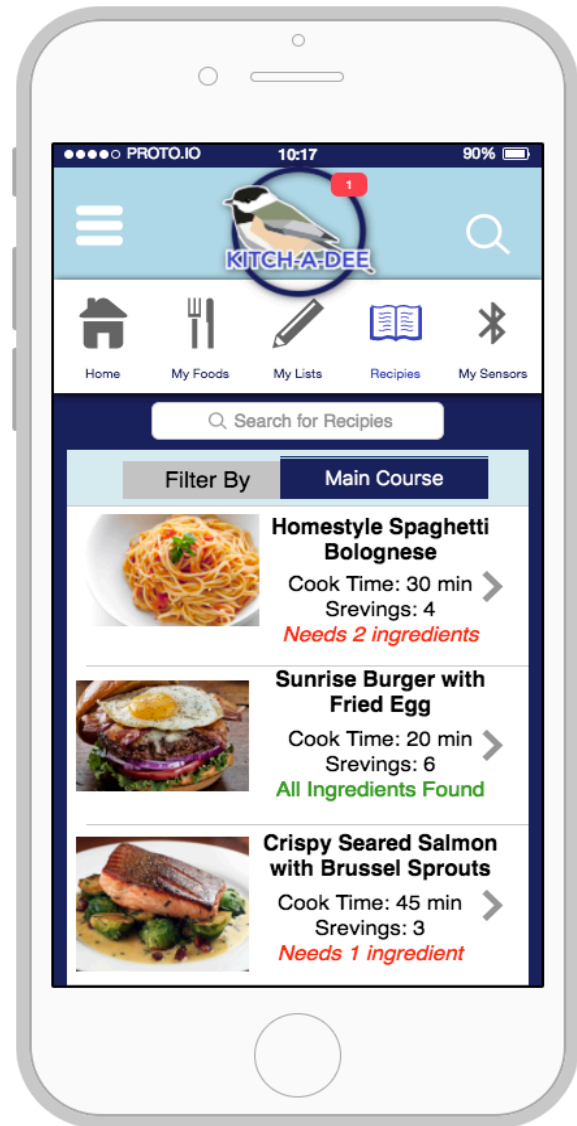 PROTO.IO 10:17 90%
1
KITCH-A-DEE
Home My Foods My Lists Recipies My Sensors
Search for Recipies
Filter By Main Course
Homestyle Spaghetti
Bolognese
Cook Time: 30 min
Srevings: 4
Needs 2 ingredients
Sunrise Burger with
Fried Egg
Cook Time: 20 min
Srevings: 6
All Ingredients Found
Crispy Seared Salmon
with Brussel Sprouts
Cook Time: 45 min
Srevings: 3
Needs 1 ingredient